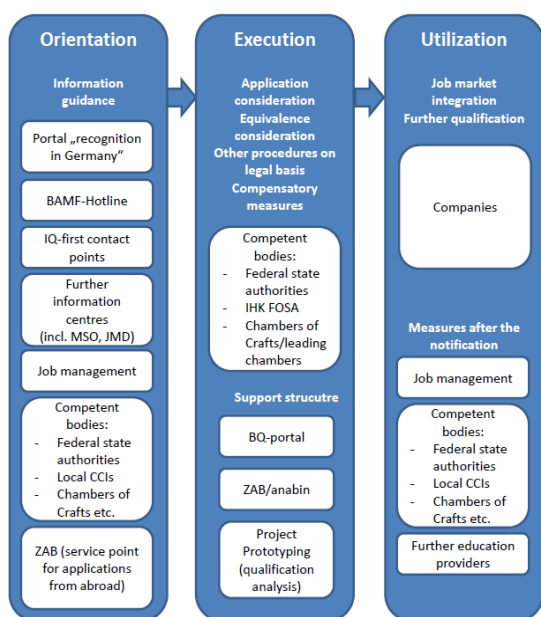 Orientation
Information
guidance
Portal „recognition
in Germany“
BAMF-Hotline
IQ-first contact
points
Further
information
centres
(incl. MSO, JMD)
Job management
Competent
bodies:
- Federal state
authorities
- Local CCIs
- Chambers of
Crafts etc.
ZAB (service point
for applications
from abroad)
Execution
Application
consideration
Equivalence
consideration
Other procedures on
legal basis
Compensatory
measures
Competent
bodies:
- Federal state
authorities
- IHK FOSA
- Chambers of
Crafts/leading
chambers
Support strucutre
BQ-portal
ZAB/anabin
Project
Prototyping
(qualification
analysis)
Utilization
Job market
integration
Further qualification
Companies
Measures after the
notification
Job management
Competent
bodies:
- Federal state
authorities
- Local CCIs
- Chambers of
Crafts etc.
Further education
providers